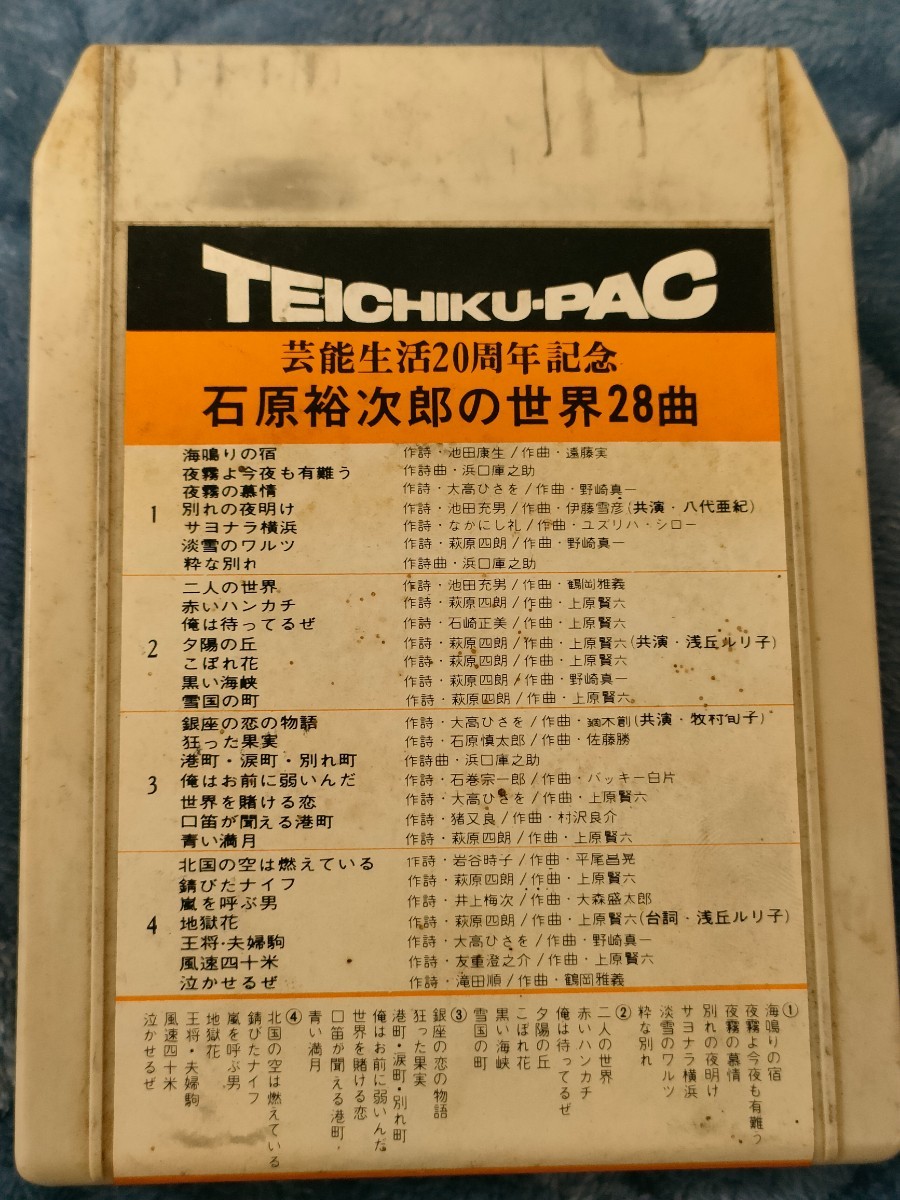 TEICHIKU·PAC
芸能生活20周年記念
石原裕次郎の世界28曲
1
海鳴りの宿 作詩・池田康生/作曲・遠藤実
夜霧よ今夜も有難う 作詩曲・浜口庫之助
夜霧の慕情 作詩・大高ひさを/作曲・野崎真一
別れの夜明け 作詩・池田充男/作曲・伊藤雪彦(共演・八代亜紀)
サヨナラ横浜 作詩・なかにし礼/作曲・ユズリハ・シロー
淡雪のワルツ 作詩・萩原四朗/作曲・野崎真一
粋な別れ 作詩曲・浜口庫之助
2
二人の世界 作詩・池田充男/作曲・鶴岡雅義
赤いハンカチ 作詩・萩原四朗/作曲・上原賢六
俺は待ってるぜ 作詩・石崎正美/作曲・上原賢六
夕陽の丘 作詩・萩原四朗/作曲・上原賢六(共演・浅丘ルリ子)
こぼれ花 作詩・萩原四朗/作曲・上原賢六
黒い海峡 作詩・萩原四朗/作曲・野崎真一
雪国の町 作詩・萩原四朗/作曲・上原賢六
3
銀座の恋の物語 作詩・大高ひさを/作曲・鏑木創(共演・牧村旬子)
狂った果実 作詩・石原慎太郎/作曲・佐藤勝
港町・涙町・別れ町 作詩曲・浜口庫之助
俺はお前に弱いんだ 作詩・石巻宗一郎/作曲・バッキー白片
世界を賭ける恋 作詩・大高ひさを/作曲・上原賢六
口笛が聞える港町 作詩・猪又良/作曲・村沢良介
青い満月 作詩・萩原四朗/作曲・上原賢六
4
北国の空は燃えている 作詩・岩谷時子/作曲・平尾昌晃
錆びたナイフ 作詩・萩原四朗/作曲・上原賢六
嵐を呼ぶ男 作詩・井上梅次/作曲・大森盛太郎
地獄花 作詩・萩原四朗/作曲・上原賢六(台詞・浅丘ルリ子)
王将・夫婦駒 作詩・大高ひさを/作曲・野崎真一
風速四十米 作詩・友重澄之介/作曲・上原賢六
泣かせるぜ 作詩・滝田順/作曲・鶴岡雅義
①
海鳴りの宿
夜霧よ今夜も有難う
夜霧の慕情
別れの夜明け
サヨナラ横浜
淡雪のワルツ
粋な別れ
②
二人の世界
赤いハンカチ
俺は待ってるぜ
夕陽の丘
こぼれ花
黒い海峡
雪国の町
③
銀座の恋の物語
狂った果実
港町・涙町・別れ町
俺はお前に弱いんだ
世界を賭ける恋
口笛が聞える港町
青い満月
④
北国の空は燃えている
錆びたナイフ
嵐を呼ぶ男
地獄花
王将・夫婦駒
風速四十米
泣かせるぜ